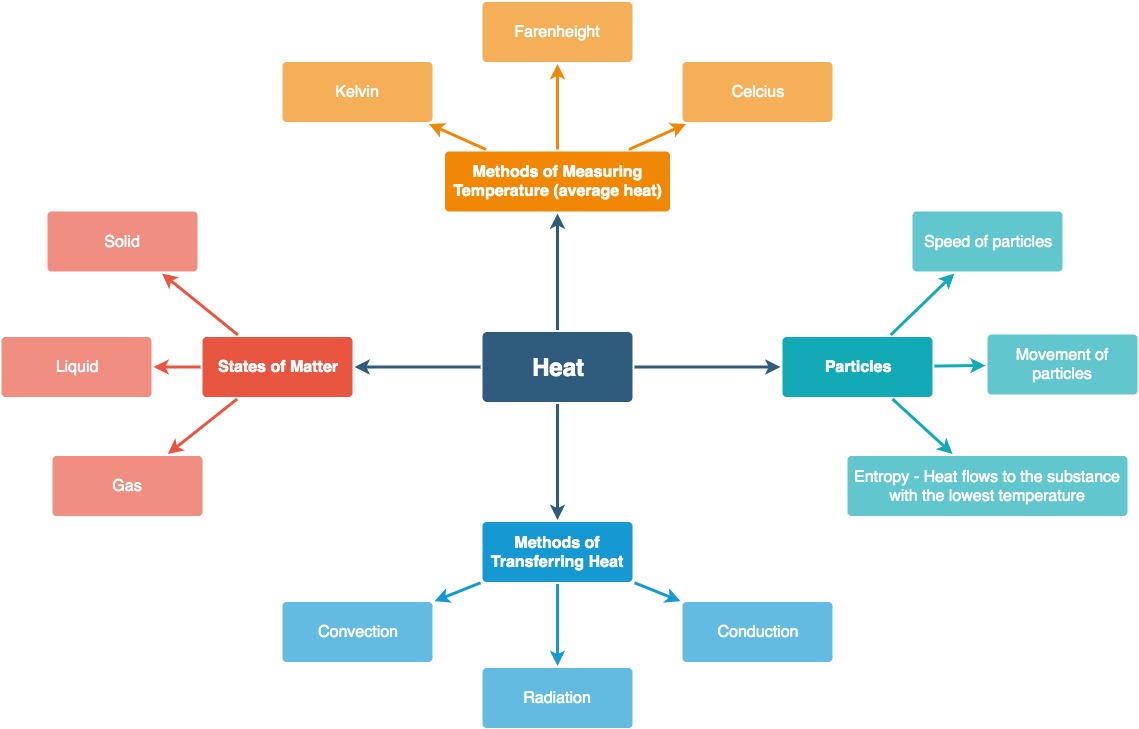 Farenheight
Kelvin
Celcius
Methods of Measuring
Temperature (average heat)
Solid
Speed of particles
Liquid
States of Matter
Heat
Particles
Movement of
particles
Gas
Entropy - Heat flows to the substance
with the lowest temperature
Methods of
Transferring Heat
Convection
Conduction
Radiation